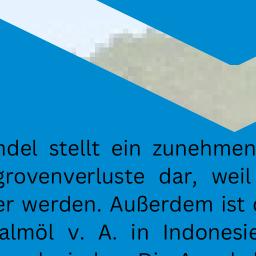 ndel stellt ein zunehmen
grovenverluste dar, weil
er werden. Außerdem ist
almöl v. A. in Indonesie